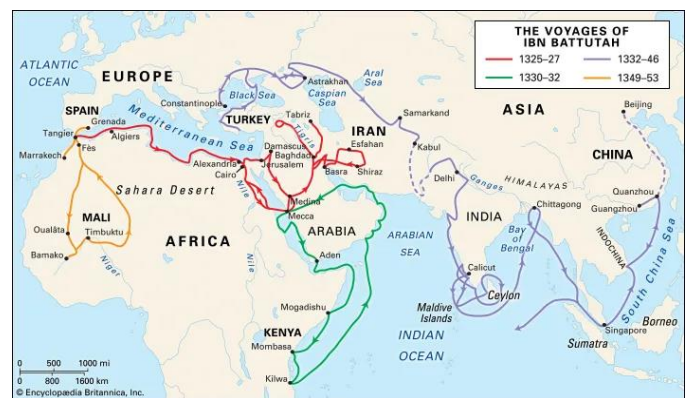 THE VOYAGES OF
IBN BATTUTAH
1325–27
1332–46
1330–32
1349–53
ATLANTIC
OCEAN
EUROPE
Aral
Sea
Astrakhan
Black Sea
Caspian
Sea
ASIA
Constantinople
SPAIN
Grenada
TURKEY
Tabriz
Samarkand
Beijing
Mediterranean Sea
Tangier
Algiers
Tigris
IRAN
Fès
Damascus
Esfahan
Kabul
CHINA
Marrakech
Alexandria
Baghdad
Jerusalem
Cairo
Basra
Shiraz
Delhi
Ganges
HIMALAYAS
Quanzhou
Sahara Desert
Nile
Medina
Chittagong
Guangzhou
Mecca
MALI
INDIA
Oualâta
Timbuktu
ARABIA
ARABIAN
SEA
Bay
of
Bengal
INDOCHINA
South China Sea
AFRICA
Bamako
Niger
Nile
Aden
Calicut
Ceylon
Maldive
Islands
Mogadishu
Singapore
Borneo
Sumatra
KENYA
INDIAN
OCEAN
Mombasa
Kilwa
0 500 1000 mi
0 800 1600 km
© Encyclopædia Britannica, Inc.